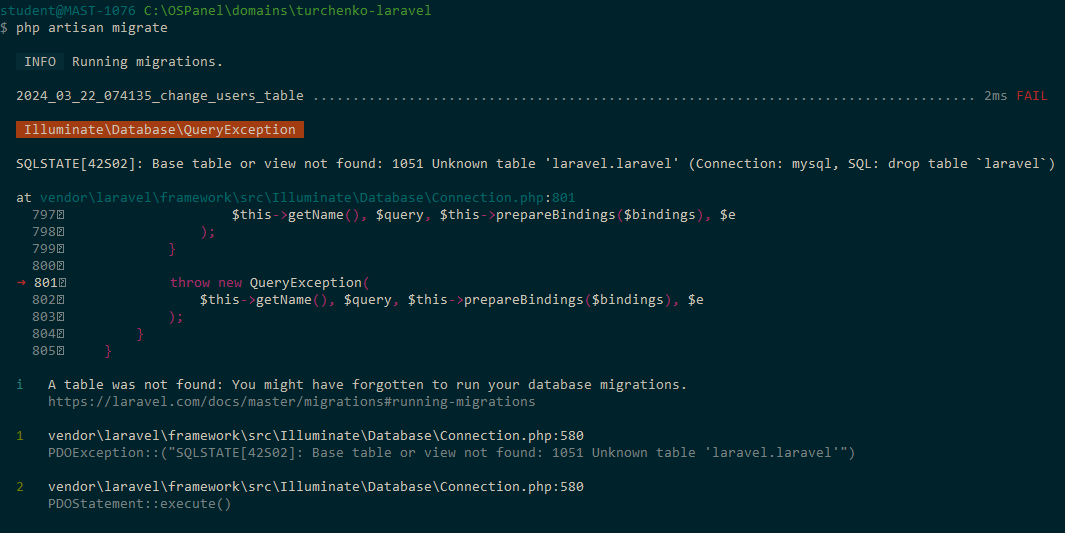 student@MAST-1076 C:\OSPanel\domains\turchenko-laravel
$ php artisan migrate
INFO Running migrations.
2024_03_22_074135_change_users_table ................................................................................... 2ms FAIL
Illuminate\Database\QueryException
SQLSTATE[42S02]: Base table or view not found: 1051 Unknown table 'laravel.laravel' (Connection: mysql, SQL: drop table `laravel`)
at vendor\laravel\framework\src\Illuminate\Database\Connection.php:801
797 $this->getName(), $query, $this->prepareBindings($bindings), $e
798 );
799 }
800
➜ 801 throw new QueryException(
802 $this->getName(), $query, $this->prepareBindings($bindings), $e
803 );
804 }
805 }
i A table was not found: You might have forgotten to run your database migrations.
https://laravel.com/docs/master/migrations#running-migrations
1 vendor\laravel\framework\src\Illuminate\Database\Connection.php:580
PDOException::("SQLSTATE[42S02]: Base table or view not found: 1051 Unknown table 'laravel.laravel'")
2 vendor\laravel\framework\src\Illuminate\Database\Connection.php:580
PDOStatement::execute()